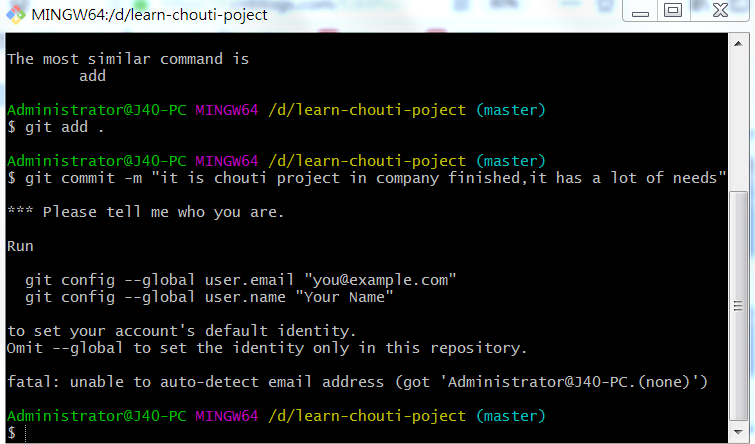 MINGW64:/d/learn-chouti-poject
The most similar command is
        add
Administrator@J40-PC MINGW64 /d/learn-chouti-poject (master)
$ git add .
Administrator@J40-PC MINGW64 /d/learn-chouti-poject (master)
$ git commit -m "it is chouti project in company finished,it has a lot of needs"
*** Please tell me who you are.
Run
  git config --global user.email "you@example.com"
  git config --global user.name "Your Name"
to set your account's default identity.
Omit --global to set the identity only in this repository.
fatal: unable to auto-detect email address (got 'Administrator@J40-PC.(none)')
Administrator@J40-PC MINGW64 /d/learn-chouti-poject (master)
$